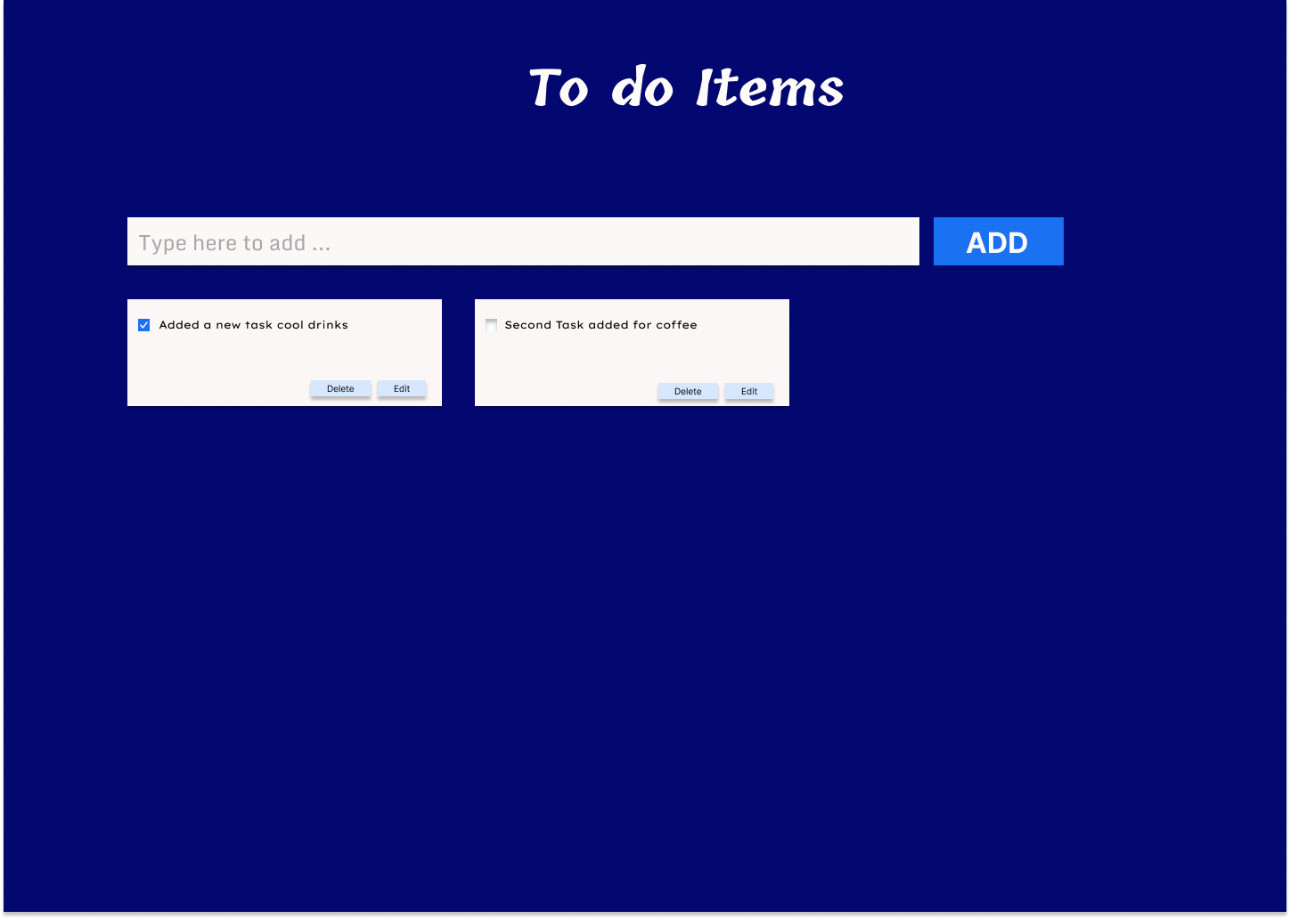 To do Items
Type here to add ...
ADD
Added a new task cool drinks
Second Task added for coffee
Delete
Edit
Delete
Edit